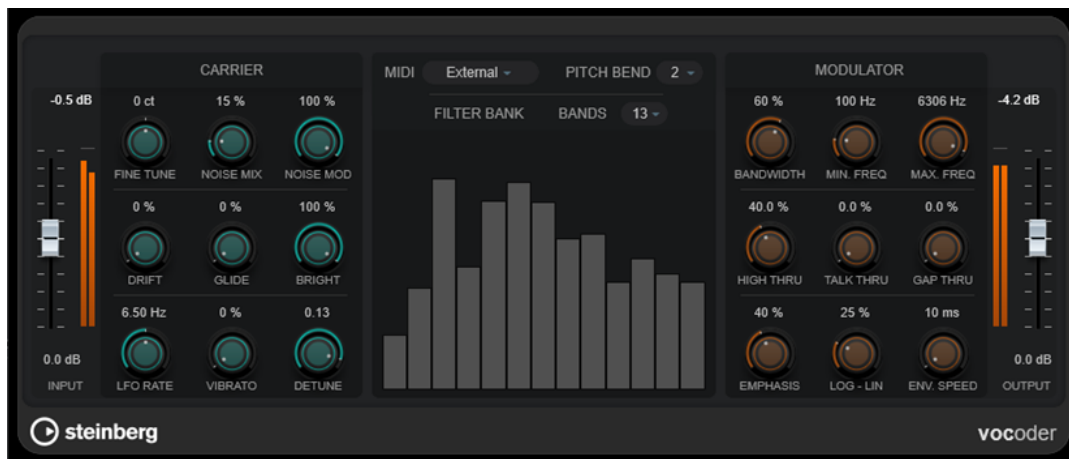 CARRIER
MIDI External PITCH BEND 2
MODULATOR
-0.5 dB
0 ct 15 % 100 %
FINE TUNE NOISE MIX NOISE MOD
0 % 0 % 100 %
DRIFT GLIDE BRIGHT
6.50 Hz 0 % 0.13
LFO RATE VIBRATO DETUNE
0.0 dB
INPUT
FILTER BANK BANDS 13
60 % 100 Hz 6306 Hz
BANDWIDTH MIN. FREQ MAX. FREQ
40.0 % 0.0 % 0.0 %
HIGH THRU TALK THRU GAP THRU
40 % 25 % 10 ms
EMPHASIS LOG - LIN ENV. SPEED
-4.2 dB
0.0 dB
OUTPUT
steinberg
vocoder